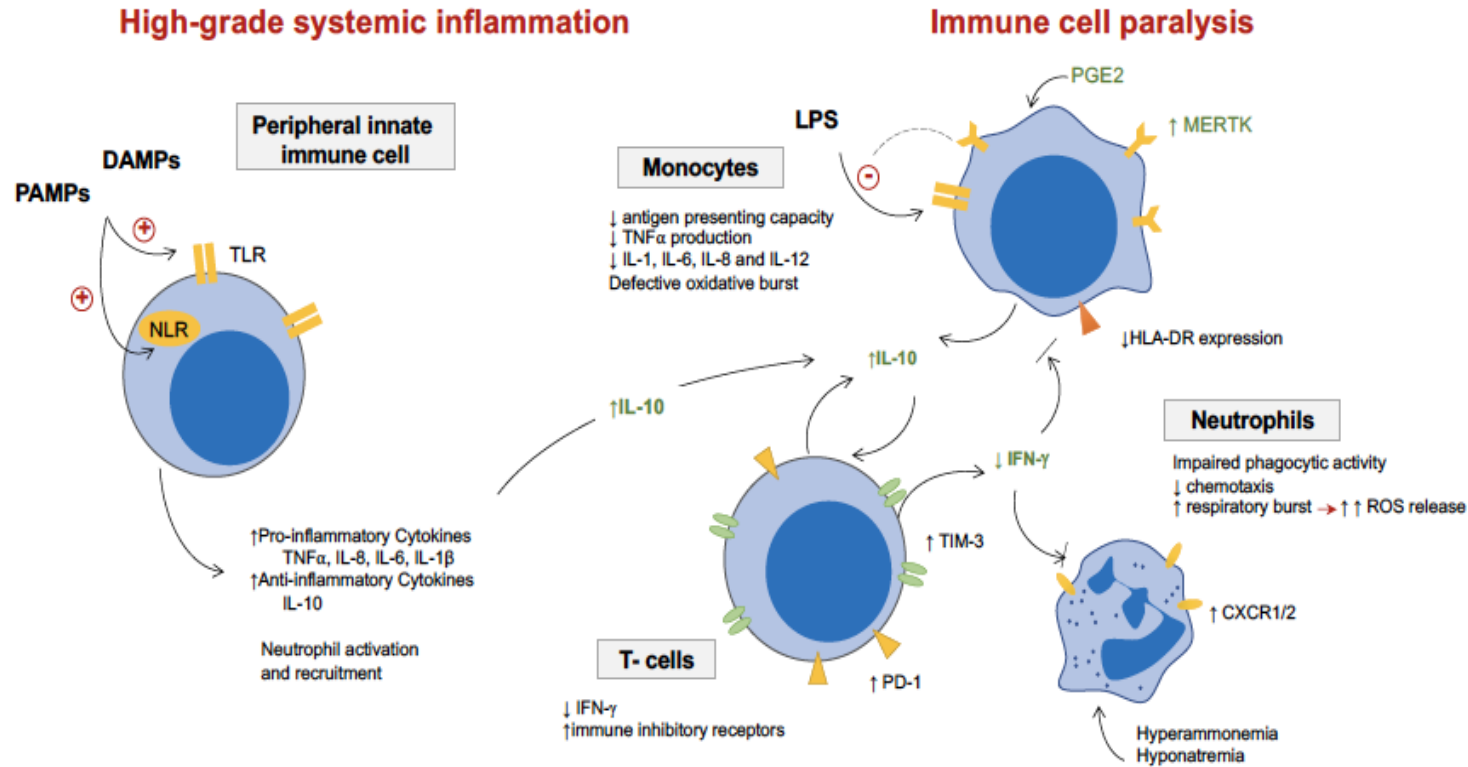 High-grade systemic inflammation
Immune cell paralysis
Peripheral innate
immune cell
DAMPs
PAMPs
TLR
NLR
↑Pro-inflammatory Cytokines
TNFα, IL-8, IL-6, IL-1β
↑Anti-inflammatory Cytokines
IL-10
Neutrophil activation
and recruitment
↑IL-10
PGE2
LPS
↑ MERTK
Monocytes
↓ antigen presenting capacity
↓ TNFα production
↓ IL-1, IL-6, IL-8 and IL-12
Defective oxidative burst
↓HLA-DR expression
↑IL-10
↓ IFN-γ
Neutrophils
Impaired phagocytic activity
↓ chemotaxis
↑ respiratory burst → ↑ ↑ ROS release
↑ TIM-3
↑ CXCR1/2
T- cells
↑ PD-1
↓ IFN-γ
↑immune inhibitory receptors
Hyperammonemia
Hyponatremia